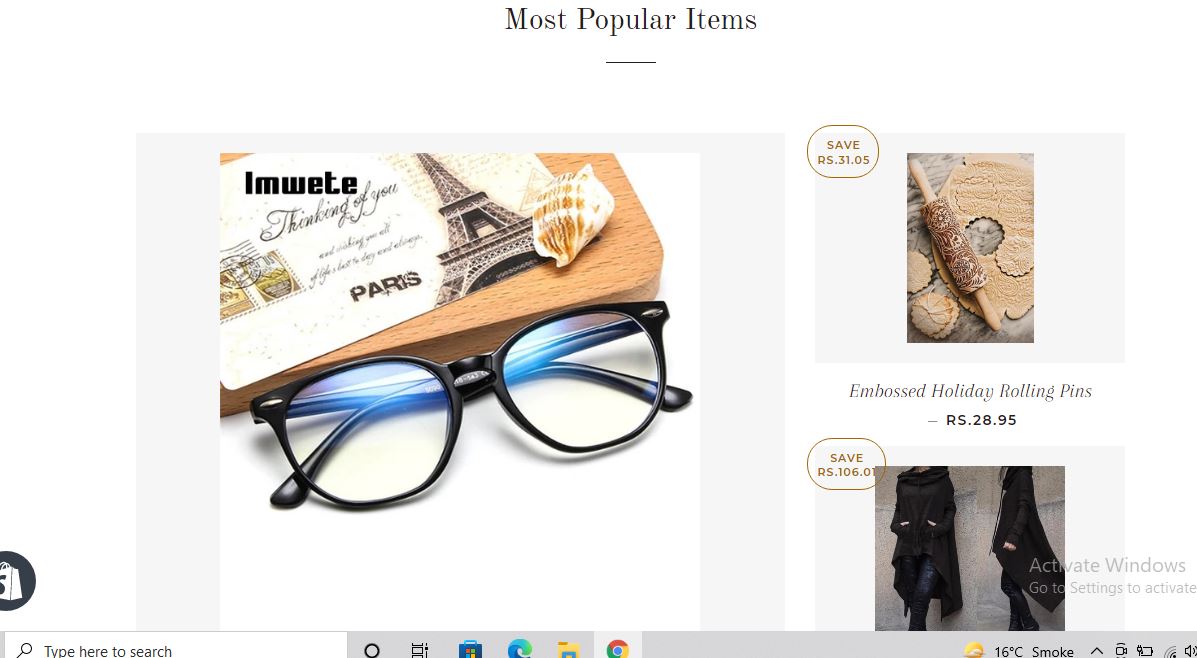 Most Popular Items
Imwete
Thinking of you
and wishing you all
of life's best to day and always.
PARIS
SAVE
RS.31.05
Embossed Holiday Rolling Pins
— RS.28.95
SAVE
RS.106.01
Activate Windows
Go to Settings to activate
Type here to search
16°C Smoke